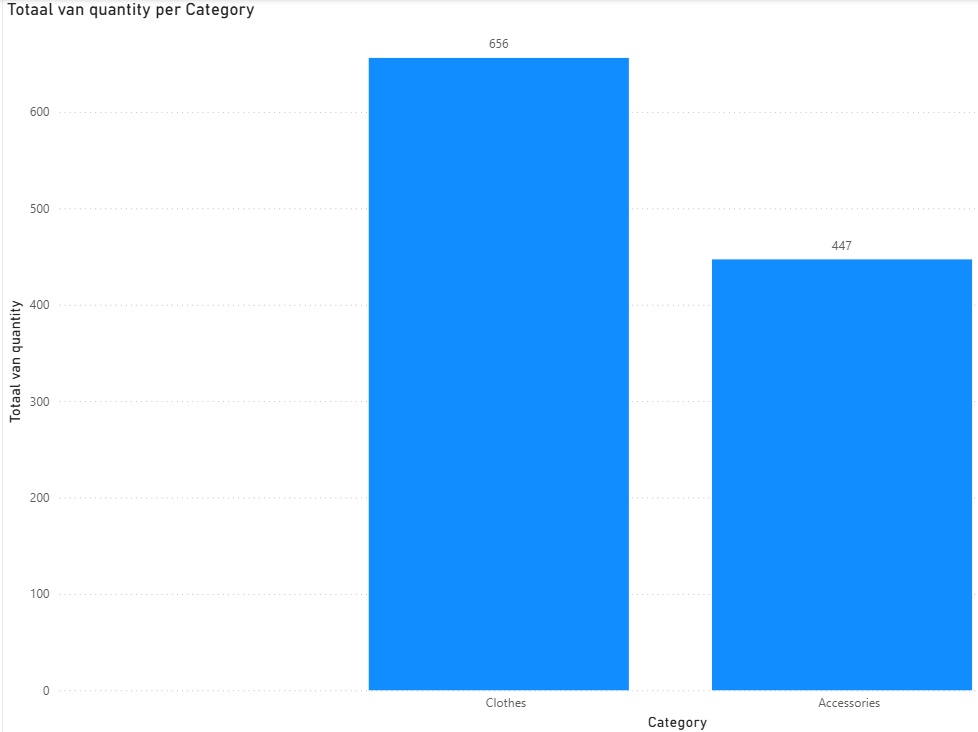 Totaal van quantity per Category
656
600
500
447
400
Totaal van quantity
300
200
100
0
Clothes
Accessories
Category